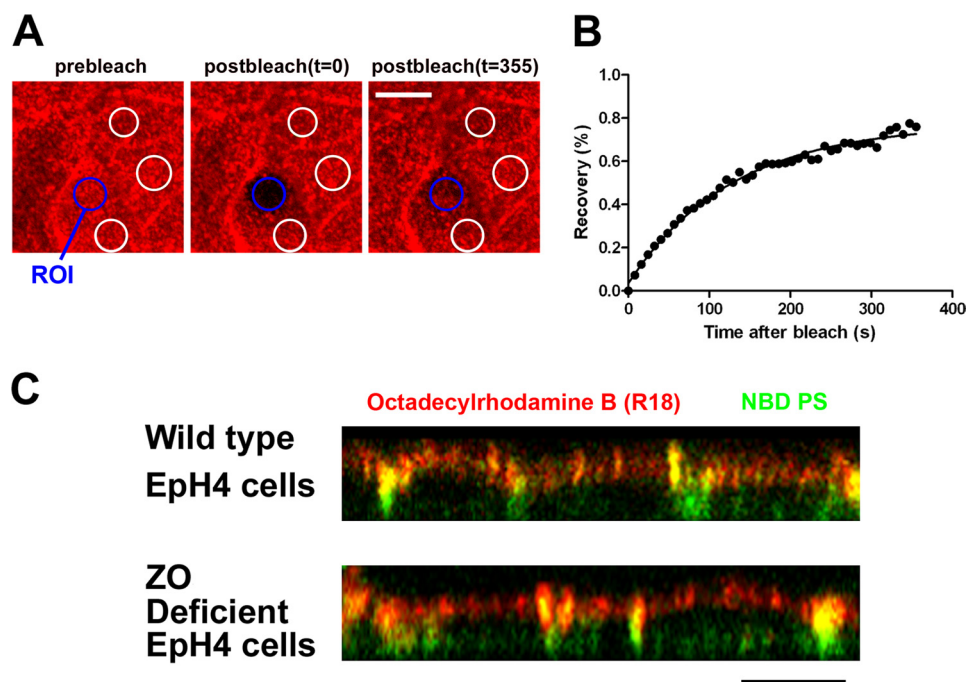 A
prebleach
postbleach(t=0)
postbleach(t=355)
ROI
B
1.0
0.8
0.6
0.4
0.2
0.0
Recovery (%)
0
100
200
300
400
Time after bleach (s)
C
Octadecylrhodamine B (R18)
NBD PS
Wild type
EpH4 cells
ZO
Deficient
EpH4 cells